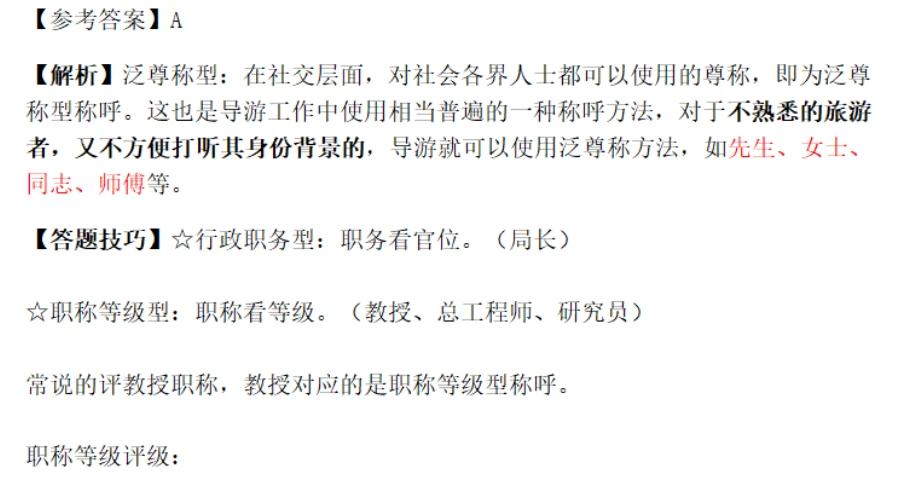 【参考答案】A
【解析】泛尊称型：在社交层面，对社会各界人士都可以使用的尊称，即为泛尊
称型称呼。这也是导游工作中使用相当普遍的一种称呼方法，对于不熟悉的旅游
者，又不方便打听其身份背景的，导游就可以使用泛尊称方法，如先生、女士、
同志、师傅等。
【答题技巧】☆行政职务型：职务看官位。（局长）
☆职称等级型：职称看等级。（教授、总工程师、研究员）
常说的评教授职称，教授对应的是职称等级型称呼。
职称等级评级：